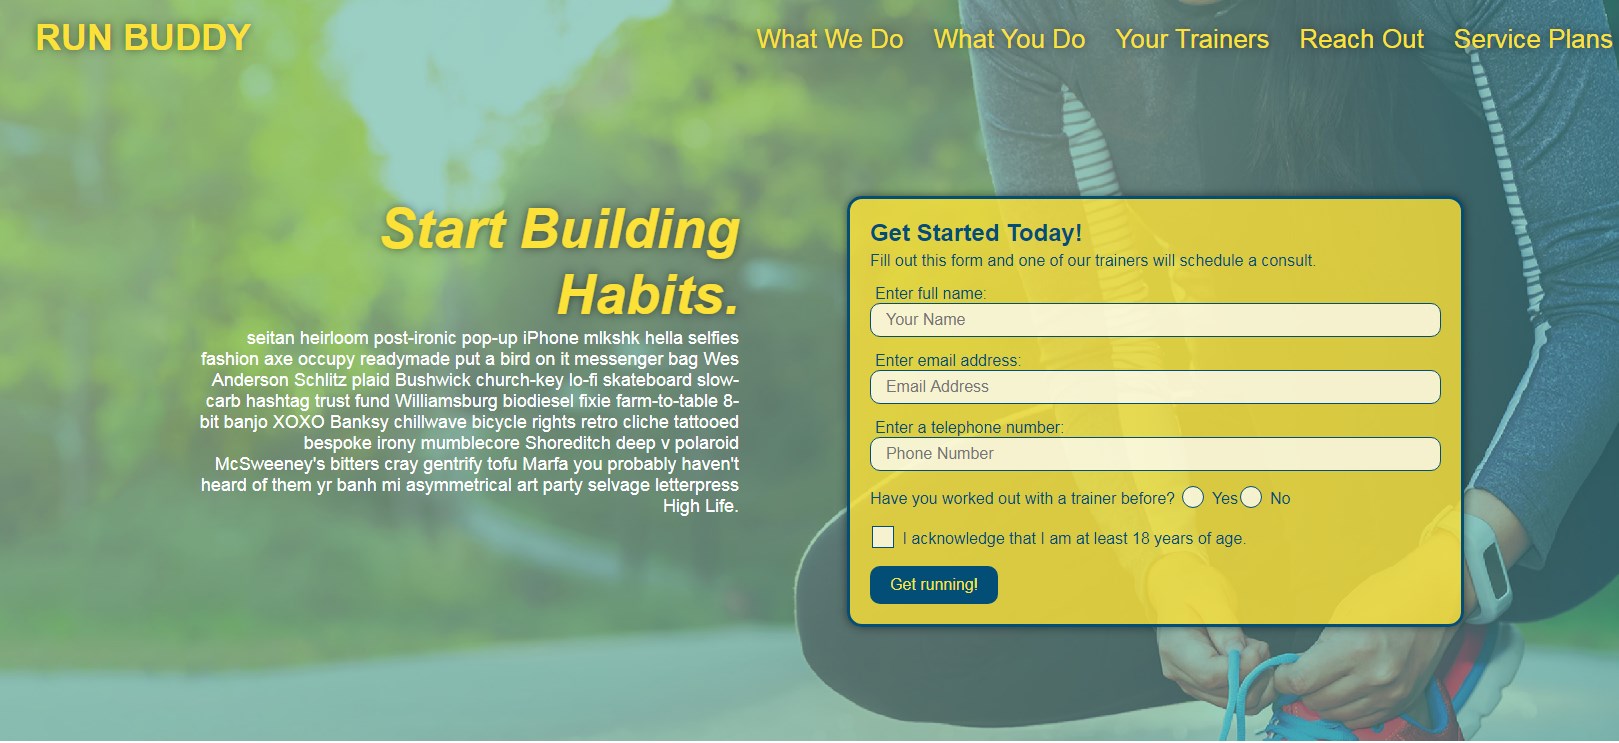 RUN BUDDY
What We Do What You Do Your Trainers Reach Out Service Plans
Start Building
Habits.
seitan heirloom post-ironic pop-up iPhone mlkshk hella selfies
fashion axe occupy readymade put a bird on it messenger bag Wes
Anderson Schlitz plaid Bushwick church-key lo-fi skateboard slow-
carb hashtag trust fund Williamsburg biodiesel fixie farm-to-table 8-
bit banjo XOXO Banksy chillwave bicycle rights retro cliche tattooed
bespoke irony mumblecore Shoreditch deep v polaroid
McSweeney's bitters cray gentrify tofu Marfa you probably haven't
heard of them yr banh mi asymmetrical art party selvage letterpress
High Life.
Get Started Today!
Fill out this form and one of our trainers will schedule a consult.
Enter full name:
Your Name
Enter email address:
Email Address
Enter a telephone number:
Phone Number
Have you worked out with a trainer before? Yes No
I acknowledge that I am at least 18 years of age.
Get running!